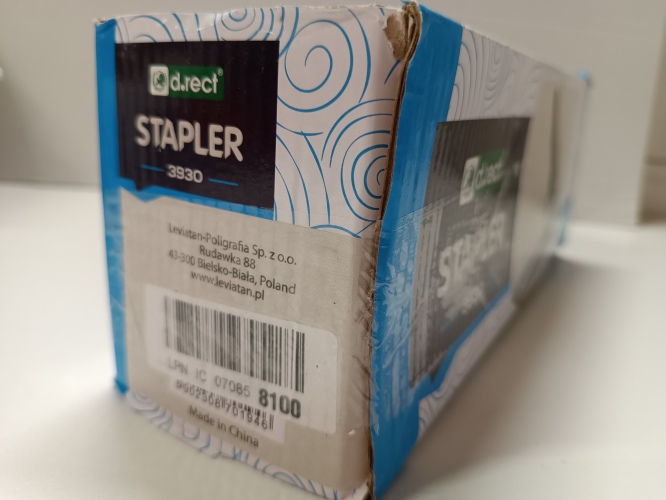 d.rect®
STAPLER
3930
Leviatan-Poligrafia Sp. z o.o.
Rudawka 88
43-300 Bielsko-Biała, Poland
www.leviatan.pl
LPN IC 07085 8100
Made in China
d.rect
STAPLER